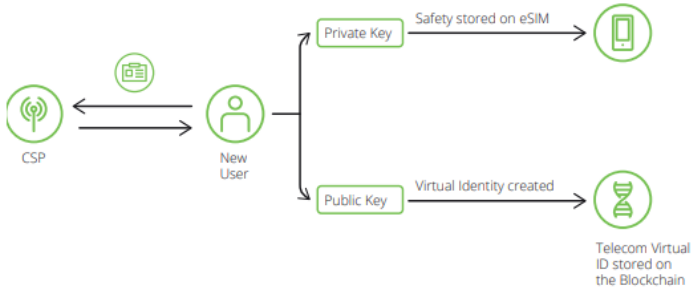 Private Key
Safety stored on eSIM
CSP
New
User
Public Key
Virtual Identity created
Telecom Virtual
ID stored on
the Blockchain